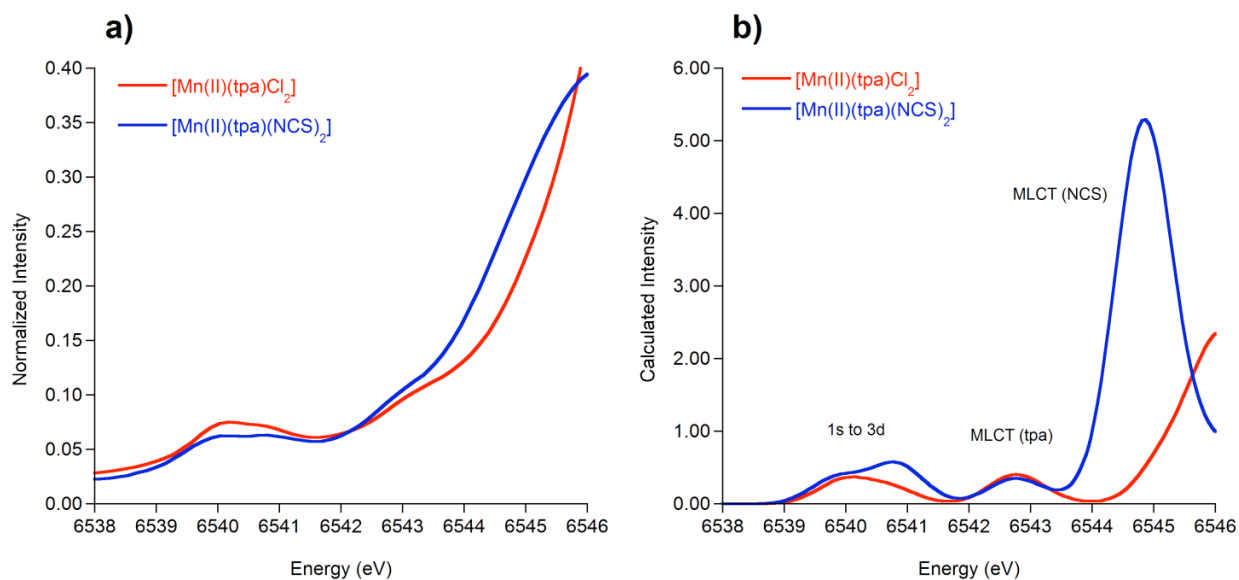 a)
[Mn(II)(tpa)Cl2]
[Mn(II)(tpa)(NCS)2]
Normalized Intensity
0.40
0.35
0.30
0.25
0.20
0.15
0.10
0.05
0.00
6538 6539 6540 6541 6542 6543 6544 6545 6546
Energy (eV)
b)
[Mn(II)(tpa)Cl2]
[Mn(II)(tpa)(NCS)2]
Calculated Intensity
6.00
5.00
4.00
3.00
2.00
1.00
0.00
MLCT (NCS)
1s to 3d
MLCT (tpa)
6538 6539 6540 6541 6542 6543 6544 6545 6546
Energy (eV)